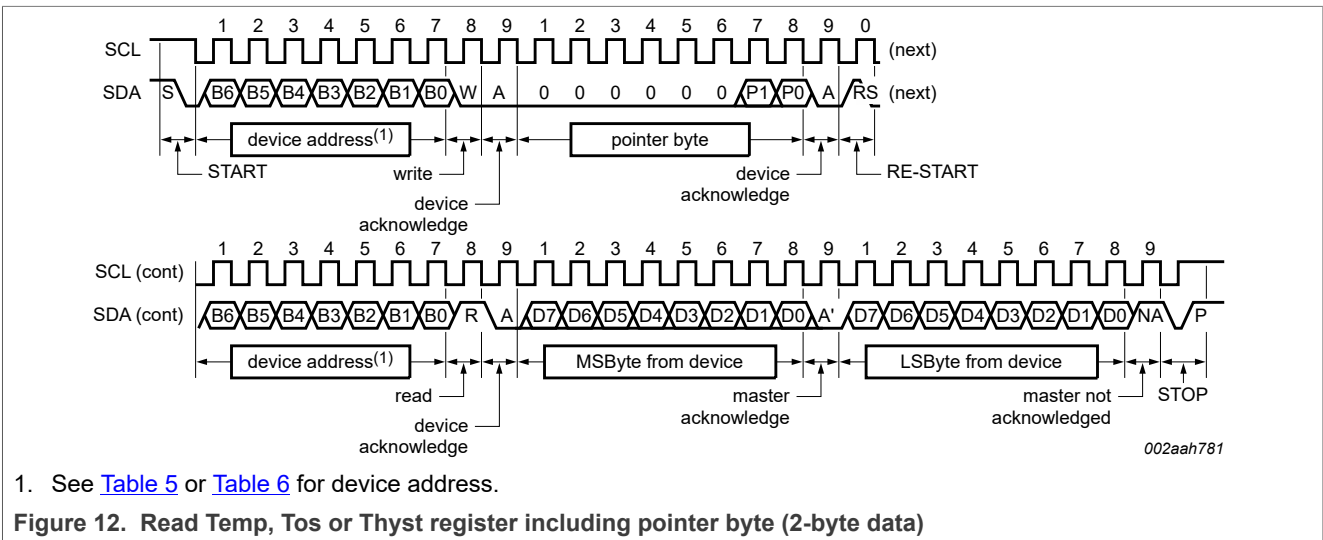 1 2 3 4 5 6 7 8 9 1 2 3 4 5 6 7 8 9 0
SCL (next)
SDA S B6 B5 B4 B3 B2 B1 B0 W A 0 0 0 0 0 0 P1 P0 A RS (next)
device address(1) pointer byte
START write device RE-START
acknowledge
device
acknowledge
1 2 3 4 5 6 7 8 9 1 2 3 4 5 6 7 8 9 1 2 3 4 5 6 7 8 9
SCL (cont)
SDA (cont) B6 B5 B4 B3 B2 B1 B0 R A D7 D6 D5 D4 D3 D2 D1 D0 A' D7 D6 D5 D4 D3 D2 D1 D0 NA P
device address(1) MSByte from device LSByte from device
read master master not STOP
acknowledge acknowledged
device
acknowledge
002aah781
1. See Table 5 or Table 6 for device address.
Figure 12. Read Temp, Tos or Thyst register including pointer byte (2-byte data)